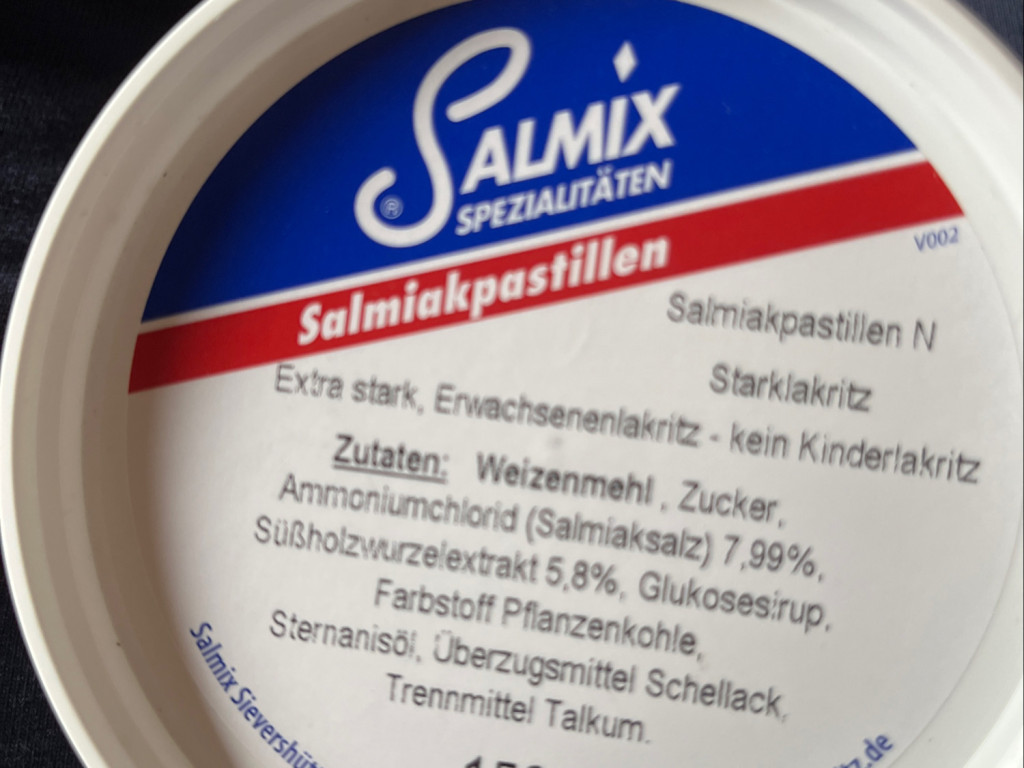 SALMIX
®
SPEZIALITÄTEN
Salmiakpastillen
V002
Salmiakpastillen N
Starklakritz
Extra stark, Erwachsenenlakritz - kein Kinderlakritz
Zutaten: Weizenmehl , Zucker,
Ammoniumchlorid (Salmiaksalz) 7,99%,
Süßholzwurzelextrakt 5,8%, Glukosesirup,
Farbstoff Pflanzenkohle,
Sternanisöl, Überzugsmittel Schellack,
Trennmittel Talkum.
Salmix